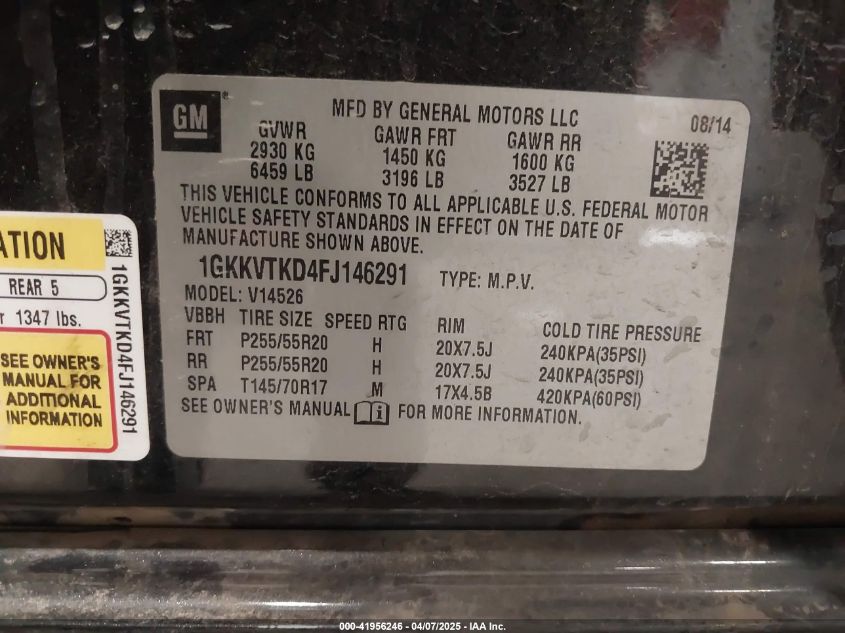 GM
MFD BY GENERAL MOTORS LLC
08/14
GVWR GAWR FRT GAWR RR
2930 KG 1450 KG 1600 KG
6459 LB 3196 LB 3527 LB
THIS VEHICLE CONFORMS TO ALL APPLICABLE U.S. FEDERAL MOTOR
VEHICLE SAFETY STANDARDS IN EFFECT ON THE DATE OF
MANUFACTURE SHOWN ABOVE.
1GKKVTKD4FJ146291 TYPE: M.P.V.
MODEL: V14526
VBBH TIRE SIZE SPEED RTG RIM COLD TIRE PRESSURE
FRT P255/55R20 H 20X7.5J 240KPA(35PSI)
RR P255/55R20 H 20X7.5J 240KPA(35PSI)
SPA T145/70R17 M 17X4.5B 420KPA(60PSI)
SEE OWNER'S MANUAL i FOR MORE INFORMATION.
REAR 5
1347 lbs.
SEE OWNER'S
MANUAL FOR
ADDITIONAL
INFORMATION
1GKKVTKD4FJ146291
000-41956246 - 04/07/2025 - IAA Inc.